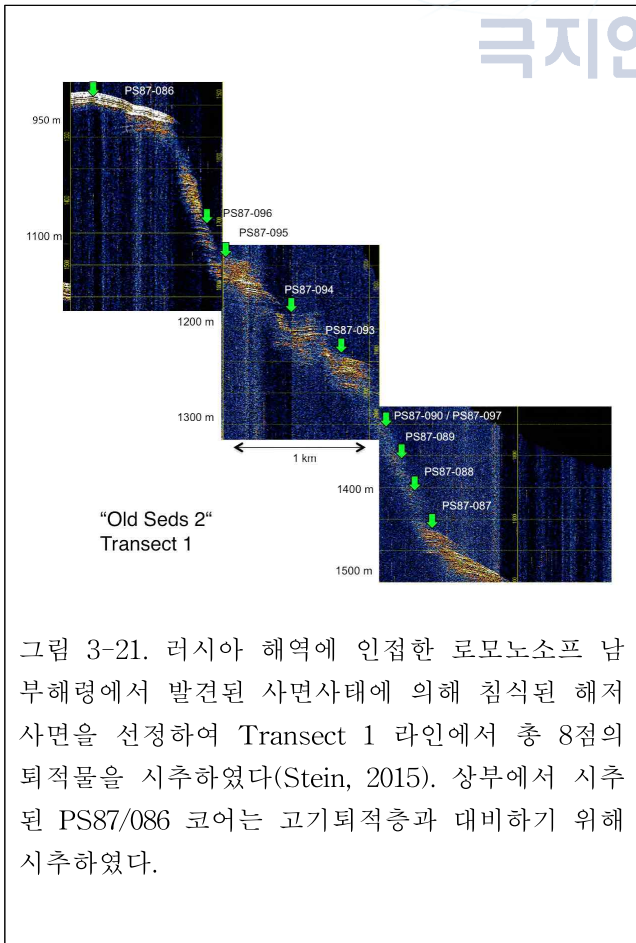 극지연
PS87-086
950 m
PS87-096
1100 m
PS87-095
PS87-094
1200 m
PS87-093
1300 m
PS87-090 / PS87-097
1 km
PS87-089
1400 m
PS87-088
"Old Seds 2"
PS87-087
Transect 1
1500 m
그림 3-21. 러시아 해역에 인접한 로모노소프 남
부해령에서 발견된 사면사태에 의해 침식된 해저
사면을 선정하여 Transect 1 라인에서 총 8점의
퇴적물을 시추하였다(Stein, 2015). 상부에서 시추
된 PS87/086 코어는 고기퇴적층과 대비하기 위해
시추하였다.